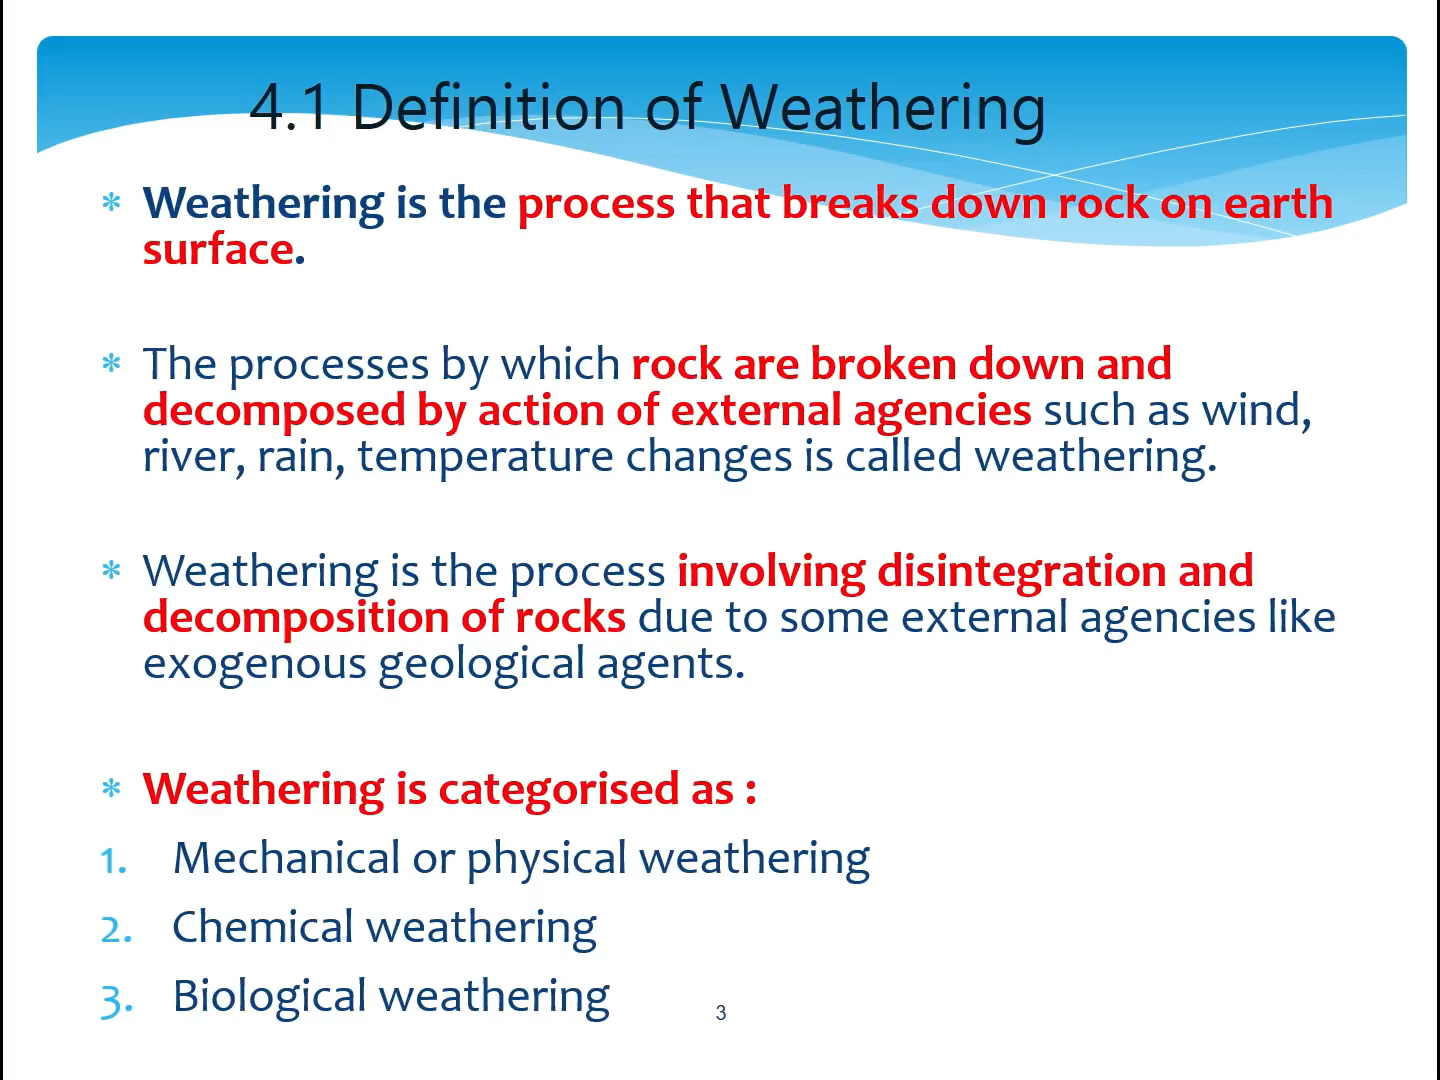 4.1 Definition of Weathering
* Weathering is the process that breaks down rock on earth
surface.
* The processes by which rock are broken down and
decomposed by action of external agencies such as wind,
river, rain, temperature changes is called weathering.
* Weathering is the process involving disintegration and
decomposition of rocks due to some external agencies like
exogenous geological agents.
* Weathering is categorised as :
1. Mechanical or physical weathering
2. Chemical weathering
3. Biological weathering
3